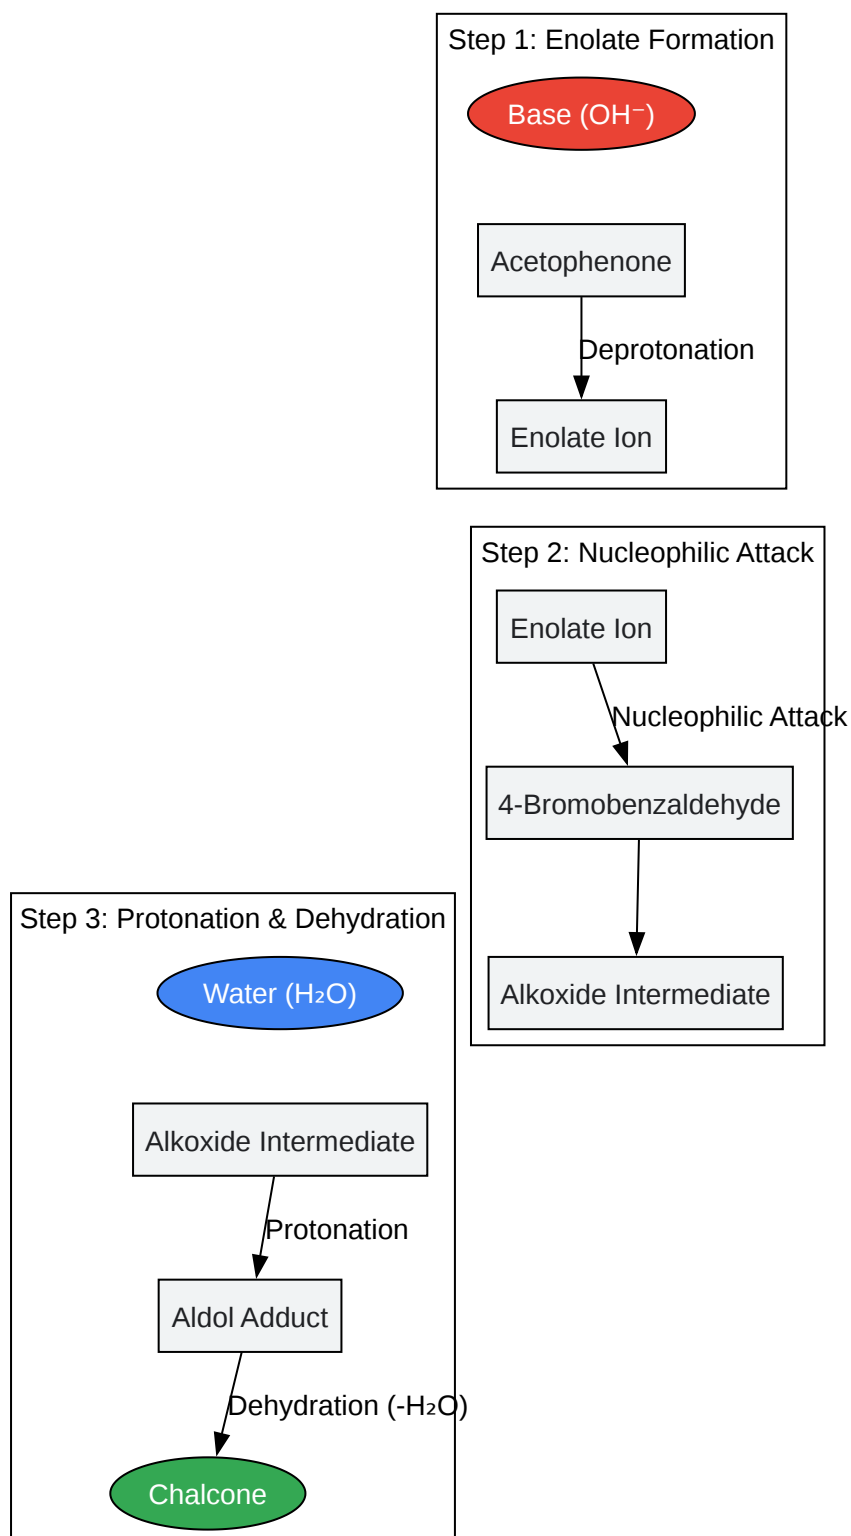 Step 1: Enolate Formation
Base (OH⁻)
Acetophenone
Deprotonation
Enolate Ion
Step 2: Nucleophilic Attack
Enolate Ion
Nucleophilic Attack
4-Bromobenzaldehyde
Alkoxide Intermediate
Step 3: Protonation & Dehydration
Water (H₂O)
Alkoxide Intermediate
Protonation
Aldol Adduct
Dehydration (-H₂O)
Chalcone